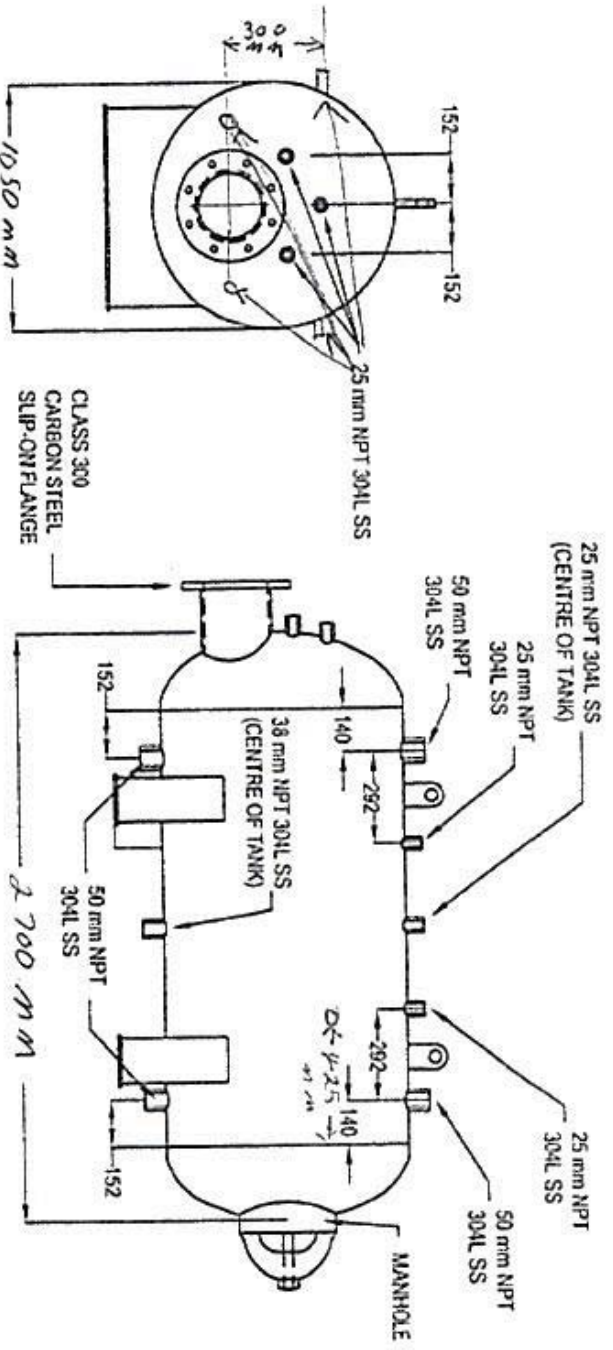 25 mm NPT 304L SS
(CENTRE OF TANK)
25 mm NPT
304L SS
50 mm NPT
304L SS
25 mm NPT
304L SS
50 mm NPT
304L SS
MANHOLE
140
292
292
140
425
mm
38 mm NPT 304L SS
(CENTRE OF TANK)
50 mm NPT
304L SS
152
152
2700 mm
CLASS 300
CARBON STEEL
SLIP-ON FLANGE
152
152
25 mm NPT 304L SS
300
mm
1050 mm